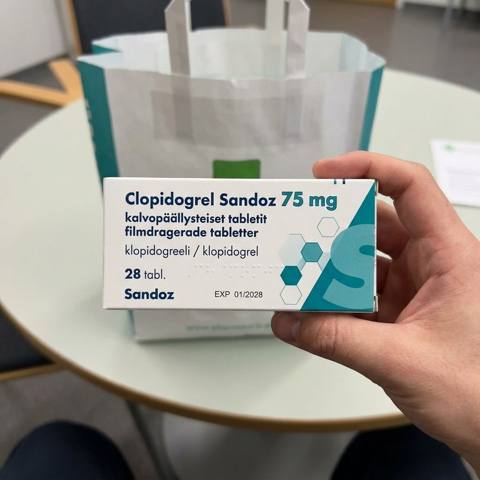 Clopidogrel Sandoz 75 mg
kalvopäällysteiset tabletit
filmdragerade tabletter
klopidogreeli / klopidogrel
28 tabl.
Sandoz
EXP 01/2028